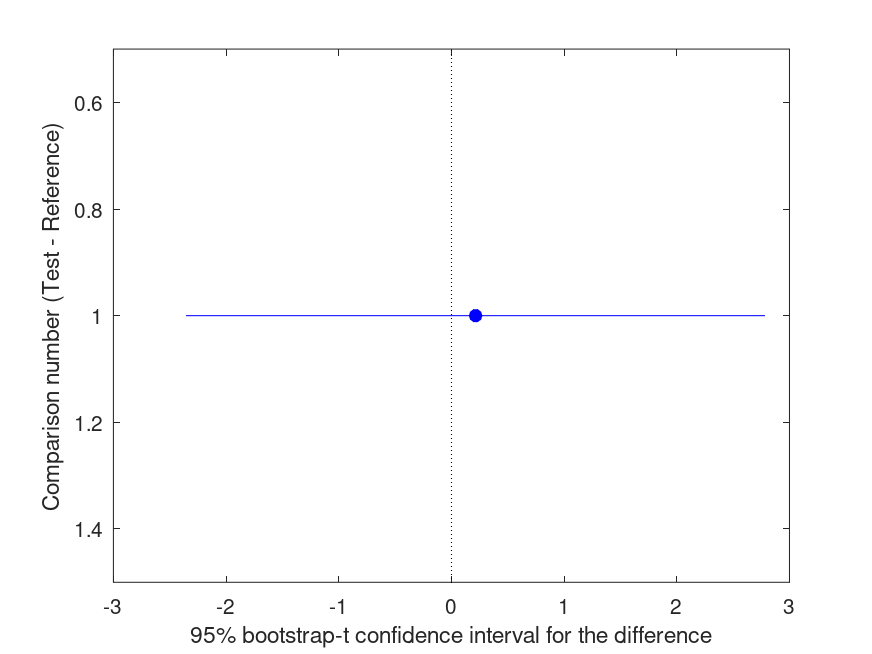 Comparison number (Test - Reference)
0.6
0.8
1
1.2
1.4
-3 -2 -1 0 1 2 3
95% bootstrap-t confidence interval for the difference